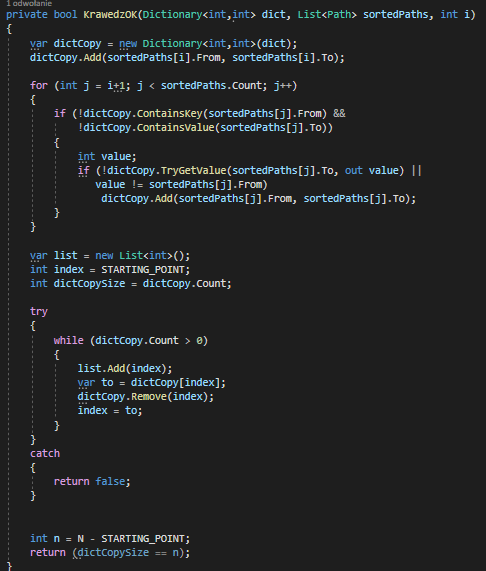 1 odwołanie
private bool KrawedzOK(Dictionary<int,int> dict, List<Path> sortedPaths, int i)
{
    var dictCopy = new Dictionary<int,int>(dict);
    dictCopy.Add(sortedPaths[i].From, sortedPaths[i].To);

    for (int j = i+1; j < sortedPaths.Count; j++)
    {
        if (!dictCopy.ContainsKey(sortedPaths[j].From) &&
            !dictCopy.ContainsValue(sortedPaths[j].To))
        {
            int value;
            if (!dictCopy.TryGetValue(sortedPaths[j].To, out value) ||
               value != sortedPaths[j].From)
                dictCopy.Add(sortedPaths[j].From, sortedPaths[j].To);
        }
    }

    var list = new List<int>();
    int index = STARTING_POINT;
    int dictCopySize = dictCopy.Count;

    try
    {
        while (dictCopy.Count > 0)
        {
            list.Add(index);
            var to = dictCopy[index];
            dictCopy.Remove(index);
            index = to;
        }
    }
    catch
    {
        return false;
    }


    int n = N - STARTING_POINT;
    return (dictCopySize == n);
}